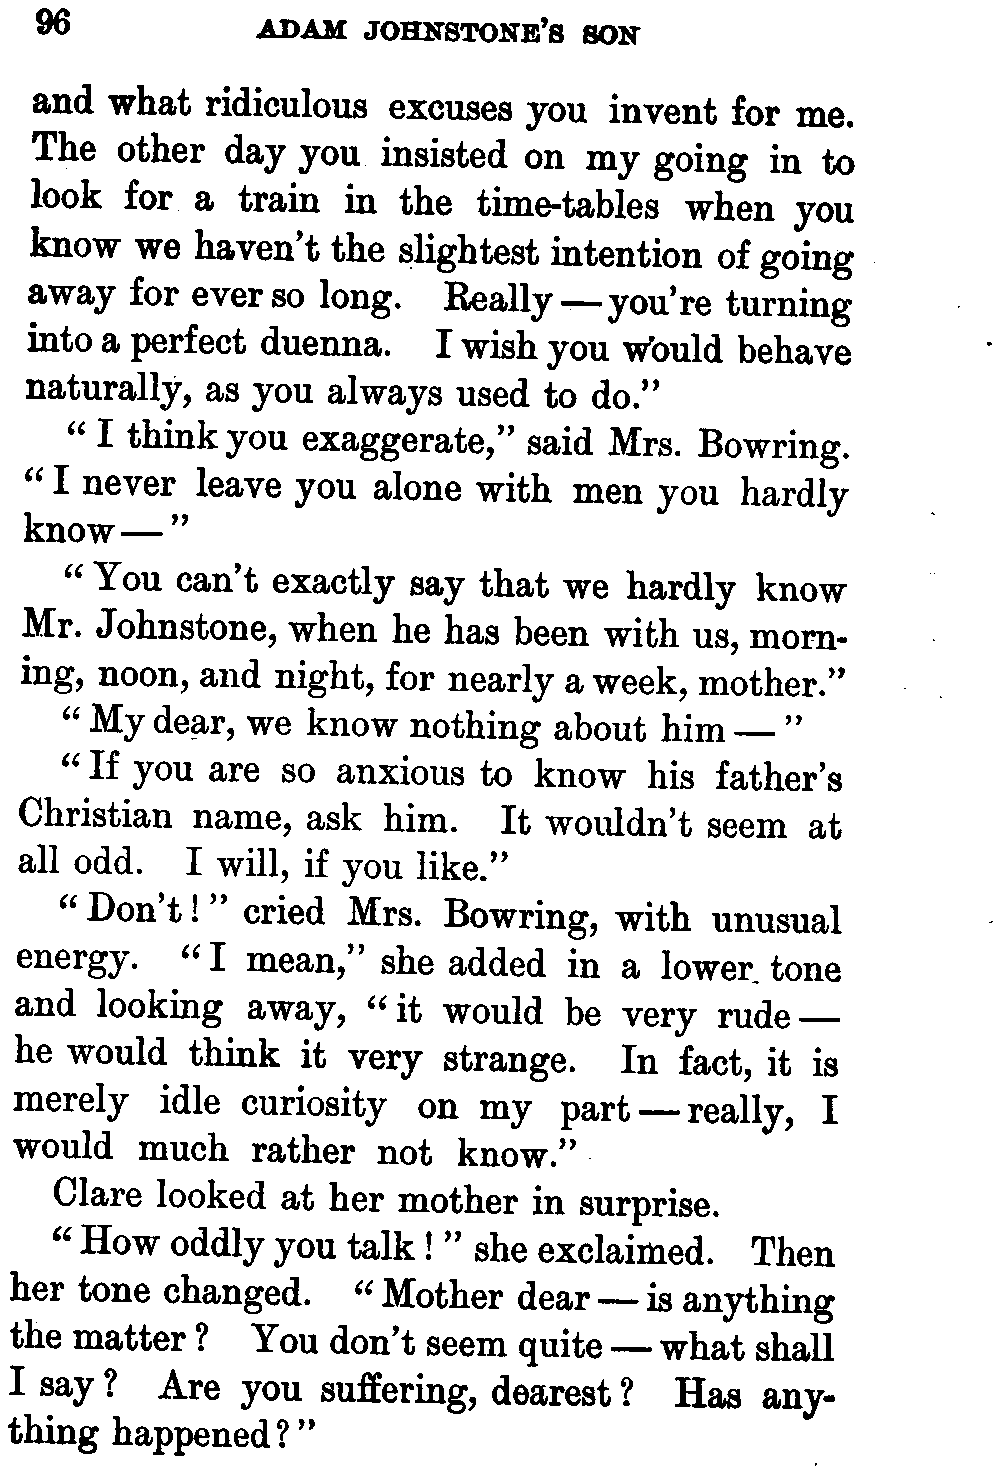 96 ADAM JOHNSTONE'S SON
and what ridiculous excuses you invent for me.
The other day you insisted on my going in to
look for a train in the time-tables when you
know we haven't the slightest intention of going
away for ever so long. Really—you're turning
into a perfect duenna. I wish you would behave
naturally, as you always used to do."
"I think you exaggerate," said Mrs. Bowring.
"I never leave you alone with men you hardly
know—"
"You can't exactly say that we hardly know
Mr. Johnstone, when he has been with us, morn-
ing, noon, and night, for nearly a week, mother."
"My dear, we know nothing about him—"
"If you are so anxious to know his father's
Christian name, ask him. It wouldn't seem at
all odd. I will, if you like."
"Don't!" cried Mrs. Bowring, with unusual
energy. "I mean," she added in a lower tone
and looking away, "it would be very rude—
he would think it very strange. In fact, it is
merely idle curiosity on my part—really, I
would much rather not know."
Clare looked at her mother in surprise.
"How oddly you talk!" she exclaimed. Then
her tone changed. "Mother dear—is anything
the matter? You don't seem quite—what shall
I say? Are you suffering, dearest? Has any-
thing happened?"